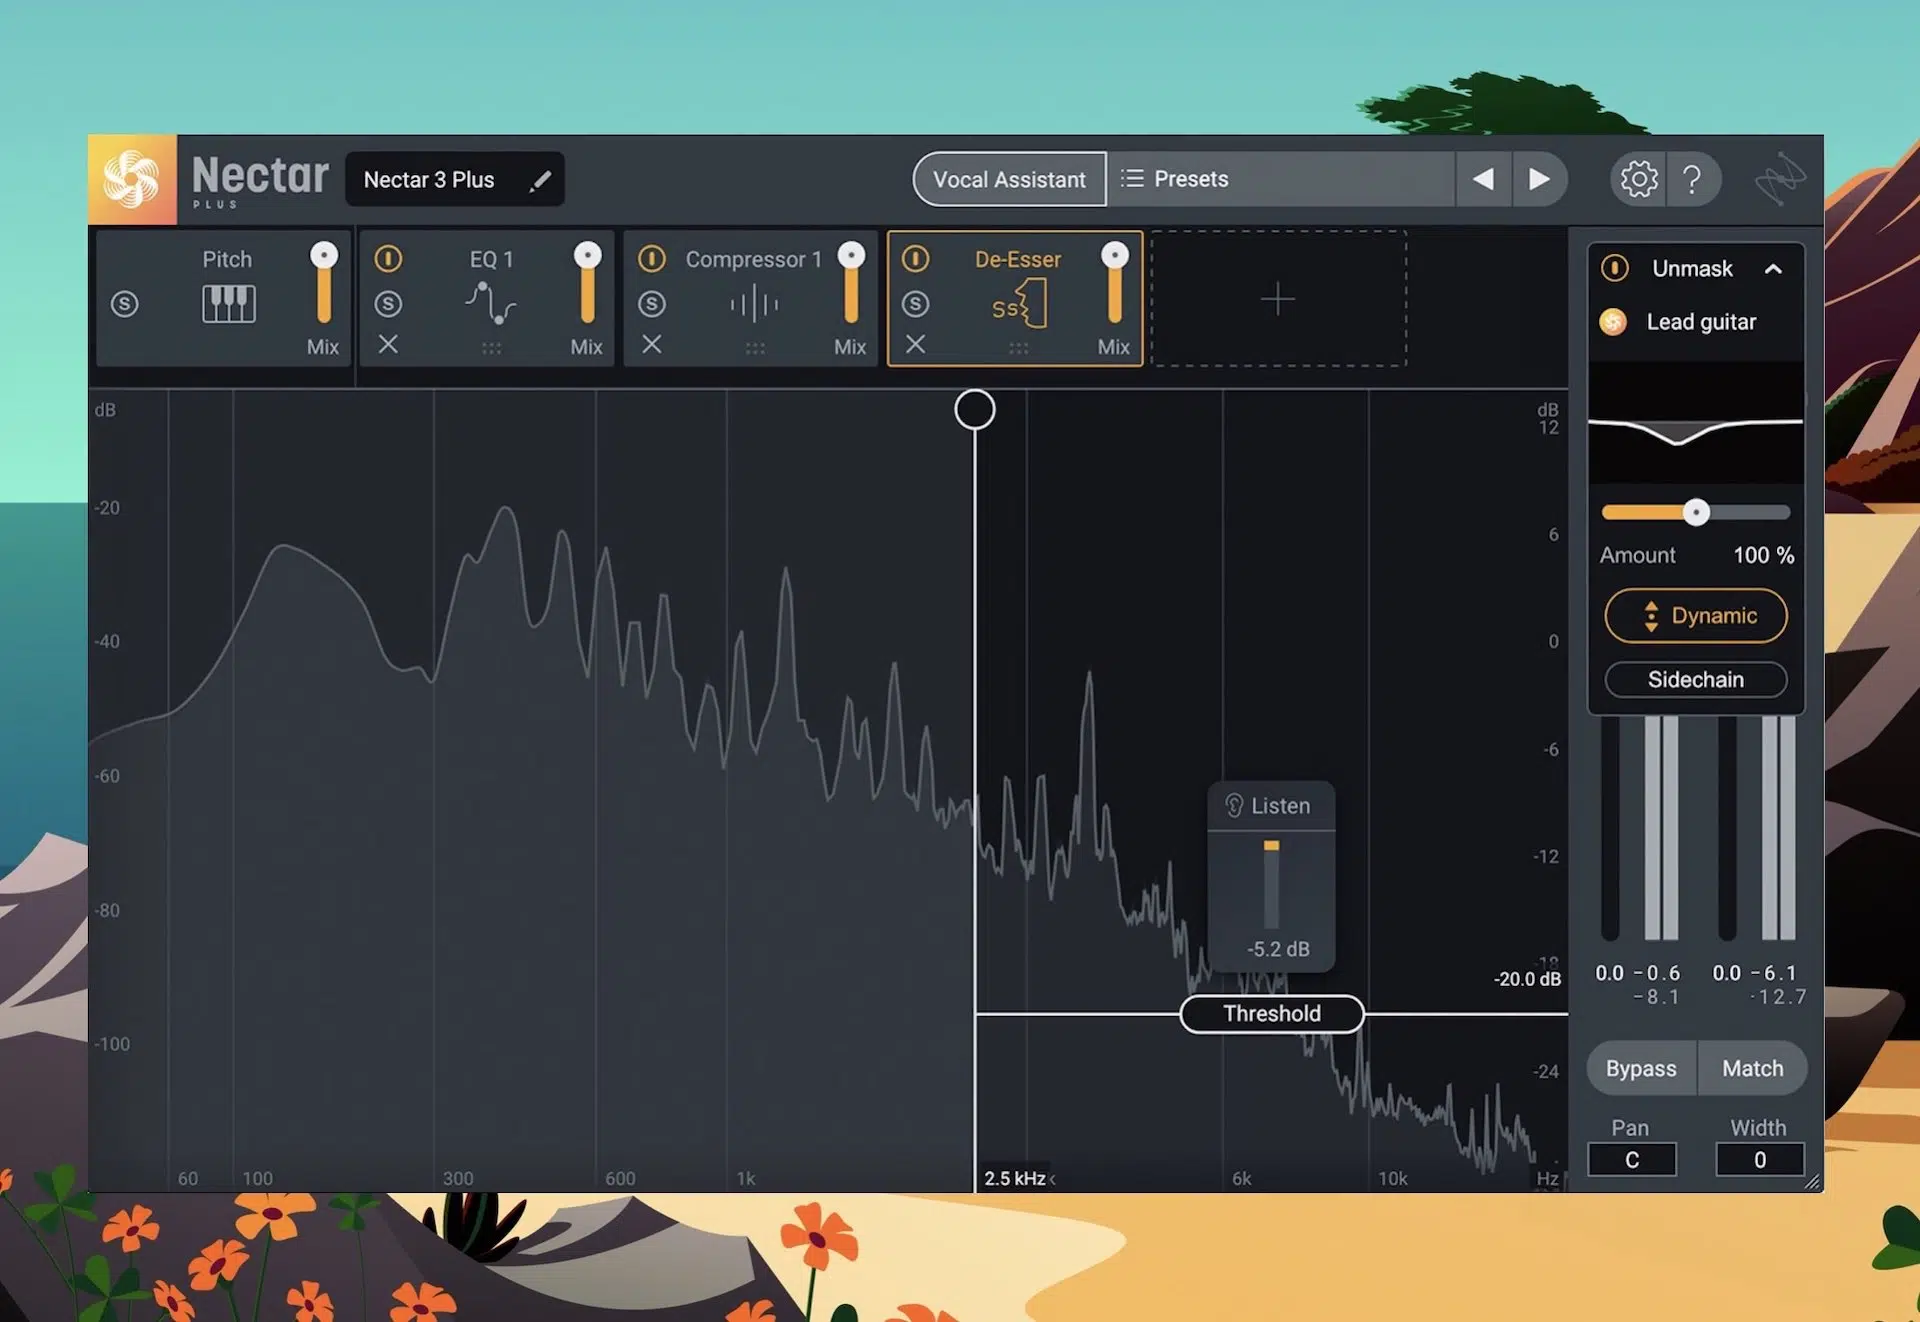 Nectar
PLUS
Nectar 3 Plus
Vocal Assistant
Presets
?
Pitch
S
Mix
EQ 1
S
Mix
Compressor 1
S
Mix
De-Esser
S
Ss
Mix
Unmask
Lead guitar
Amount 100 %
Dynamic
Sidechain
dB
-20
-40
-60
-80
-100
dB
12
6
0
-6
-12
-18
-20.0 dB
-24
Listen
-5.2 dB
Threshold
60 100 300 600 1k 2.5 kHz 6k 10k Hz
0.0 -0.6 0.0 -6.1
-8.1 -12.7
Bypass Match
Pan Width
C 0